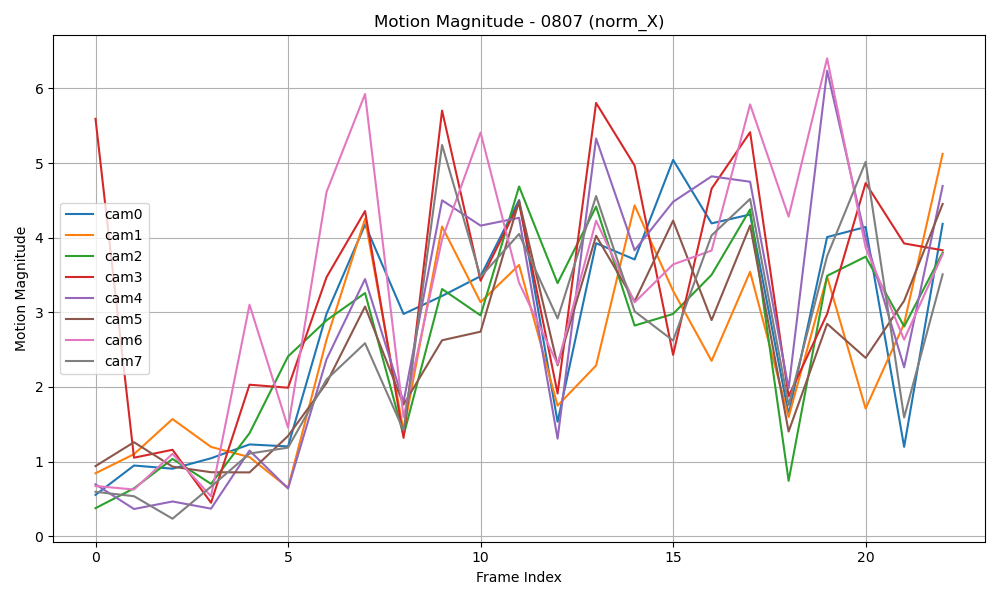 Motion Magnitude - 0807 (norm_X)
Motion Magnitude
6
5
4
3
2
1
0
cam0
cam1
cam2
cam3
cam4
cam5
cam6
cam7
0 5 10 15 20
Frame Index